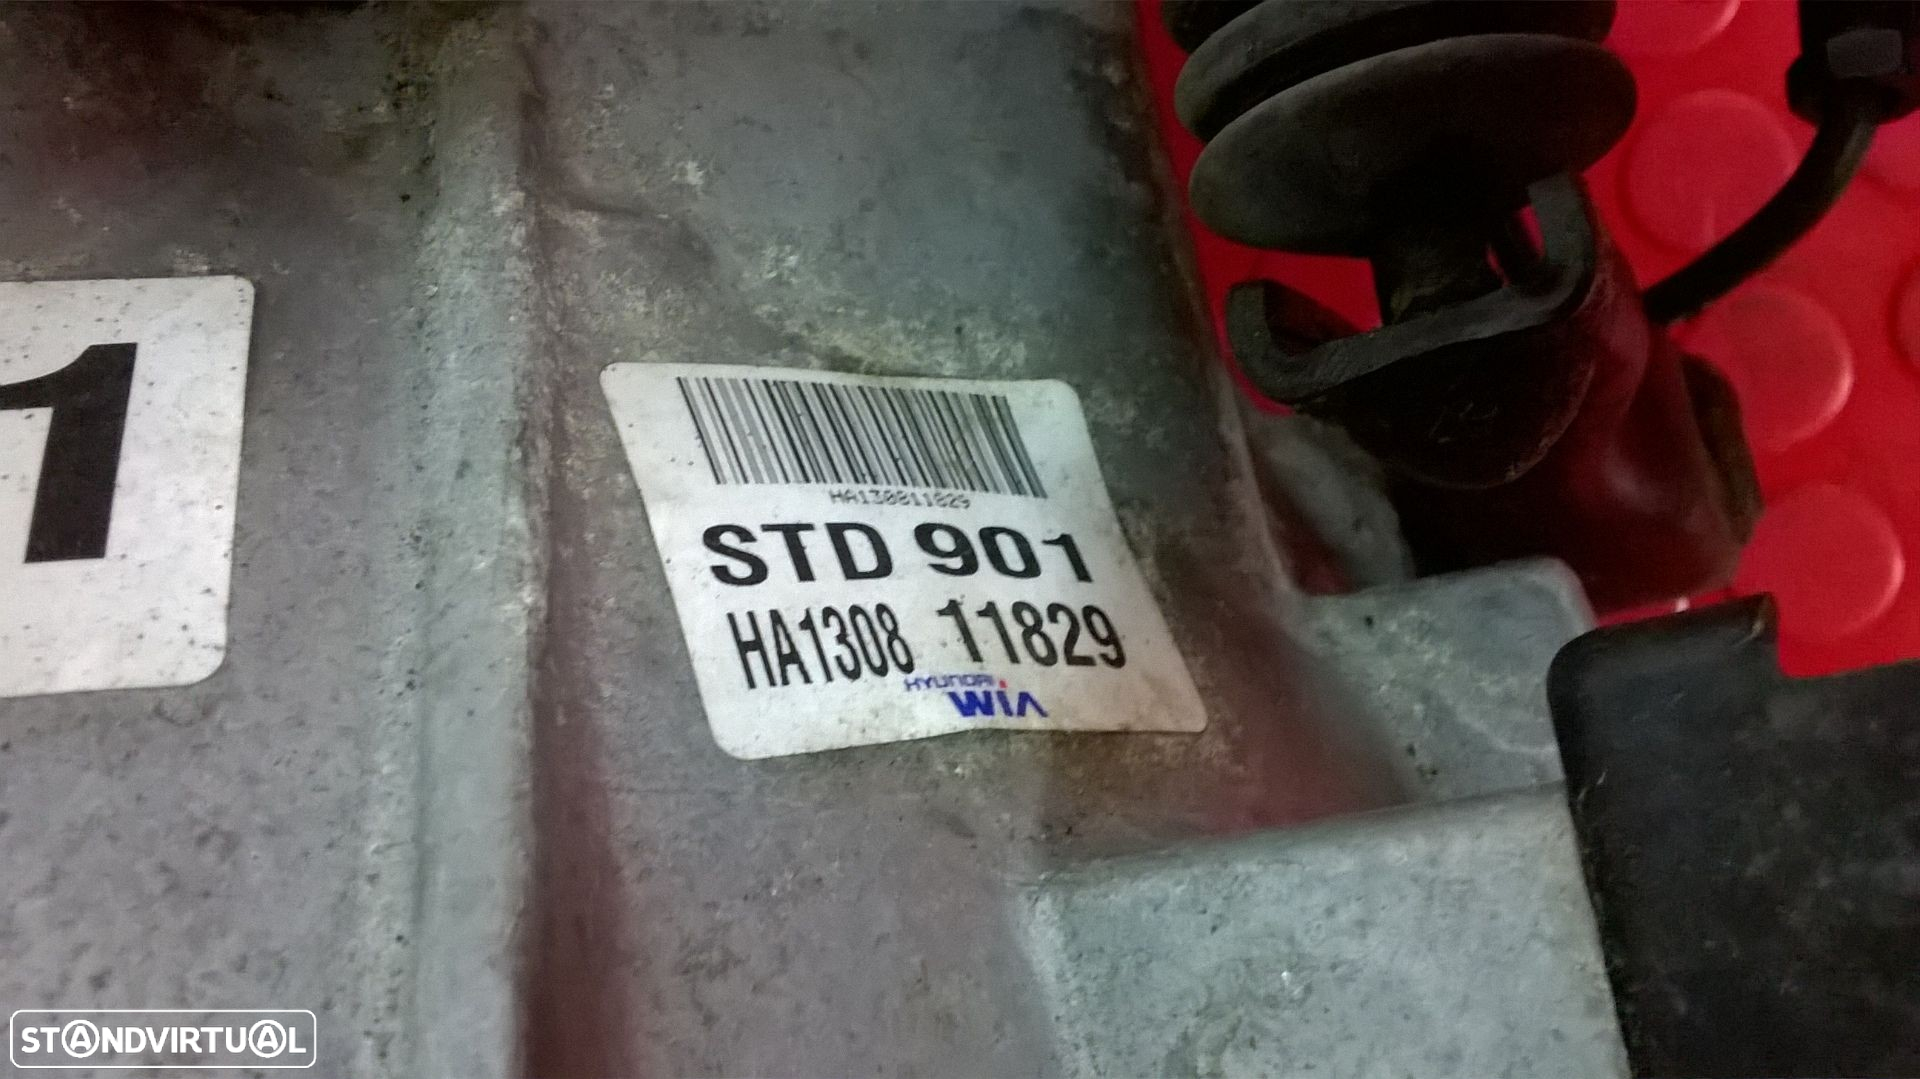 1
HA130811829
STD 901
HA1308 11829
HYUNDAI
WIA
STANDVIRTUAL